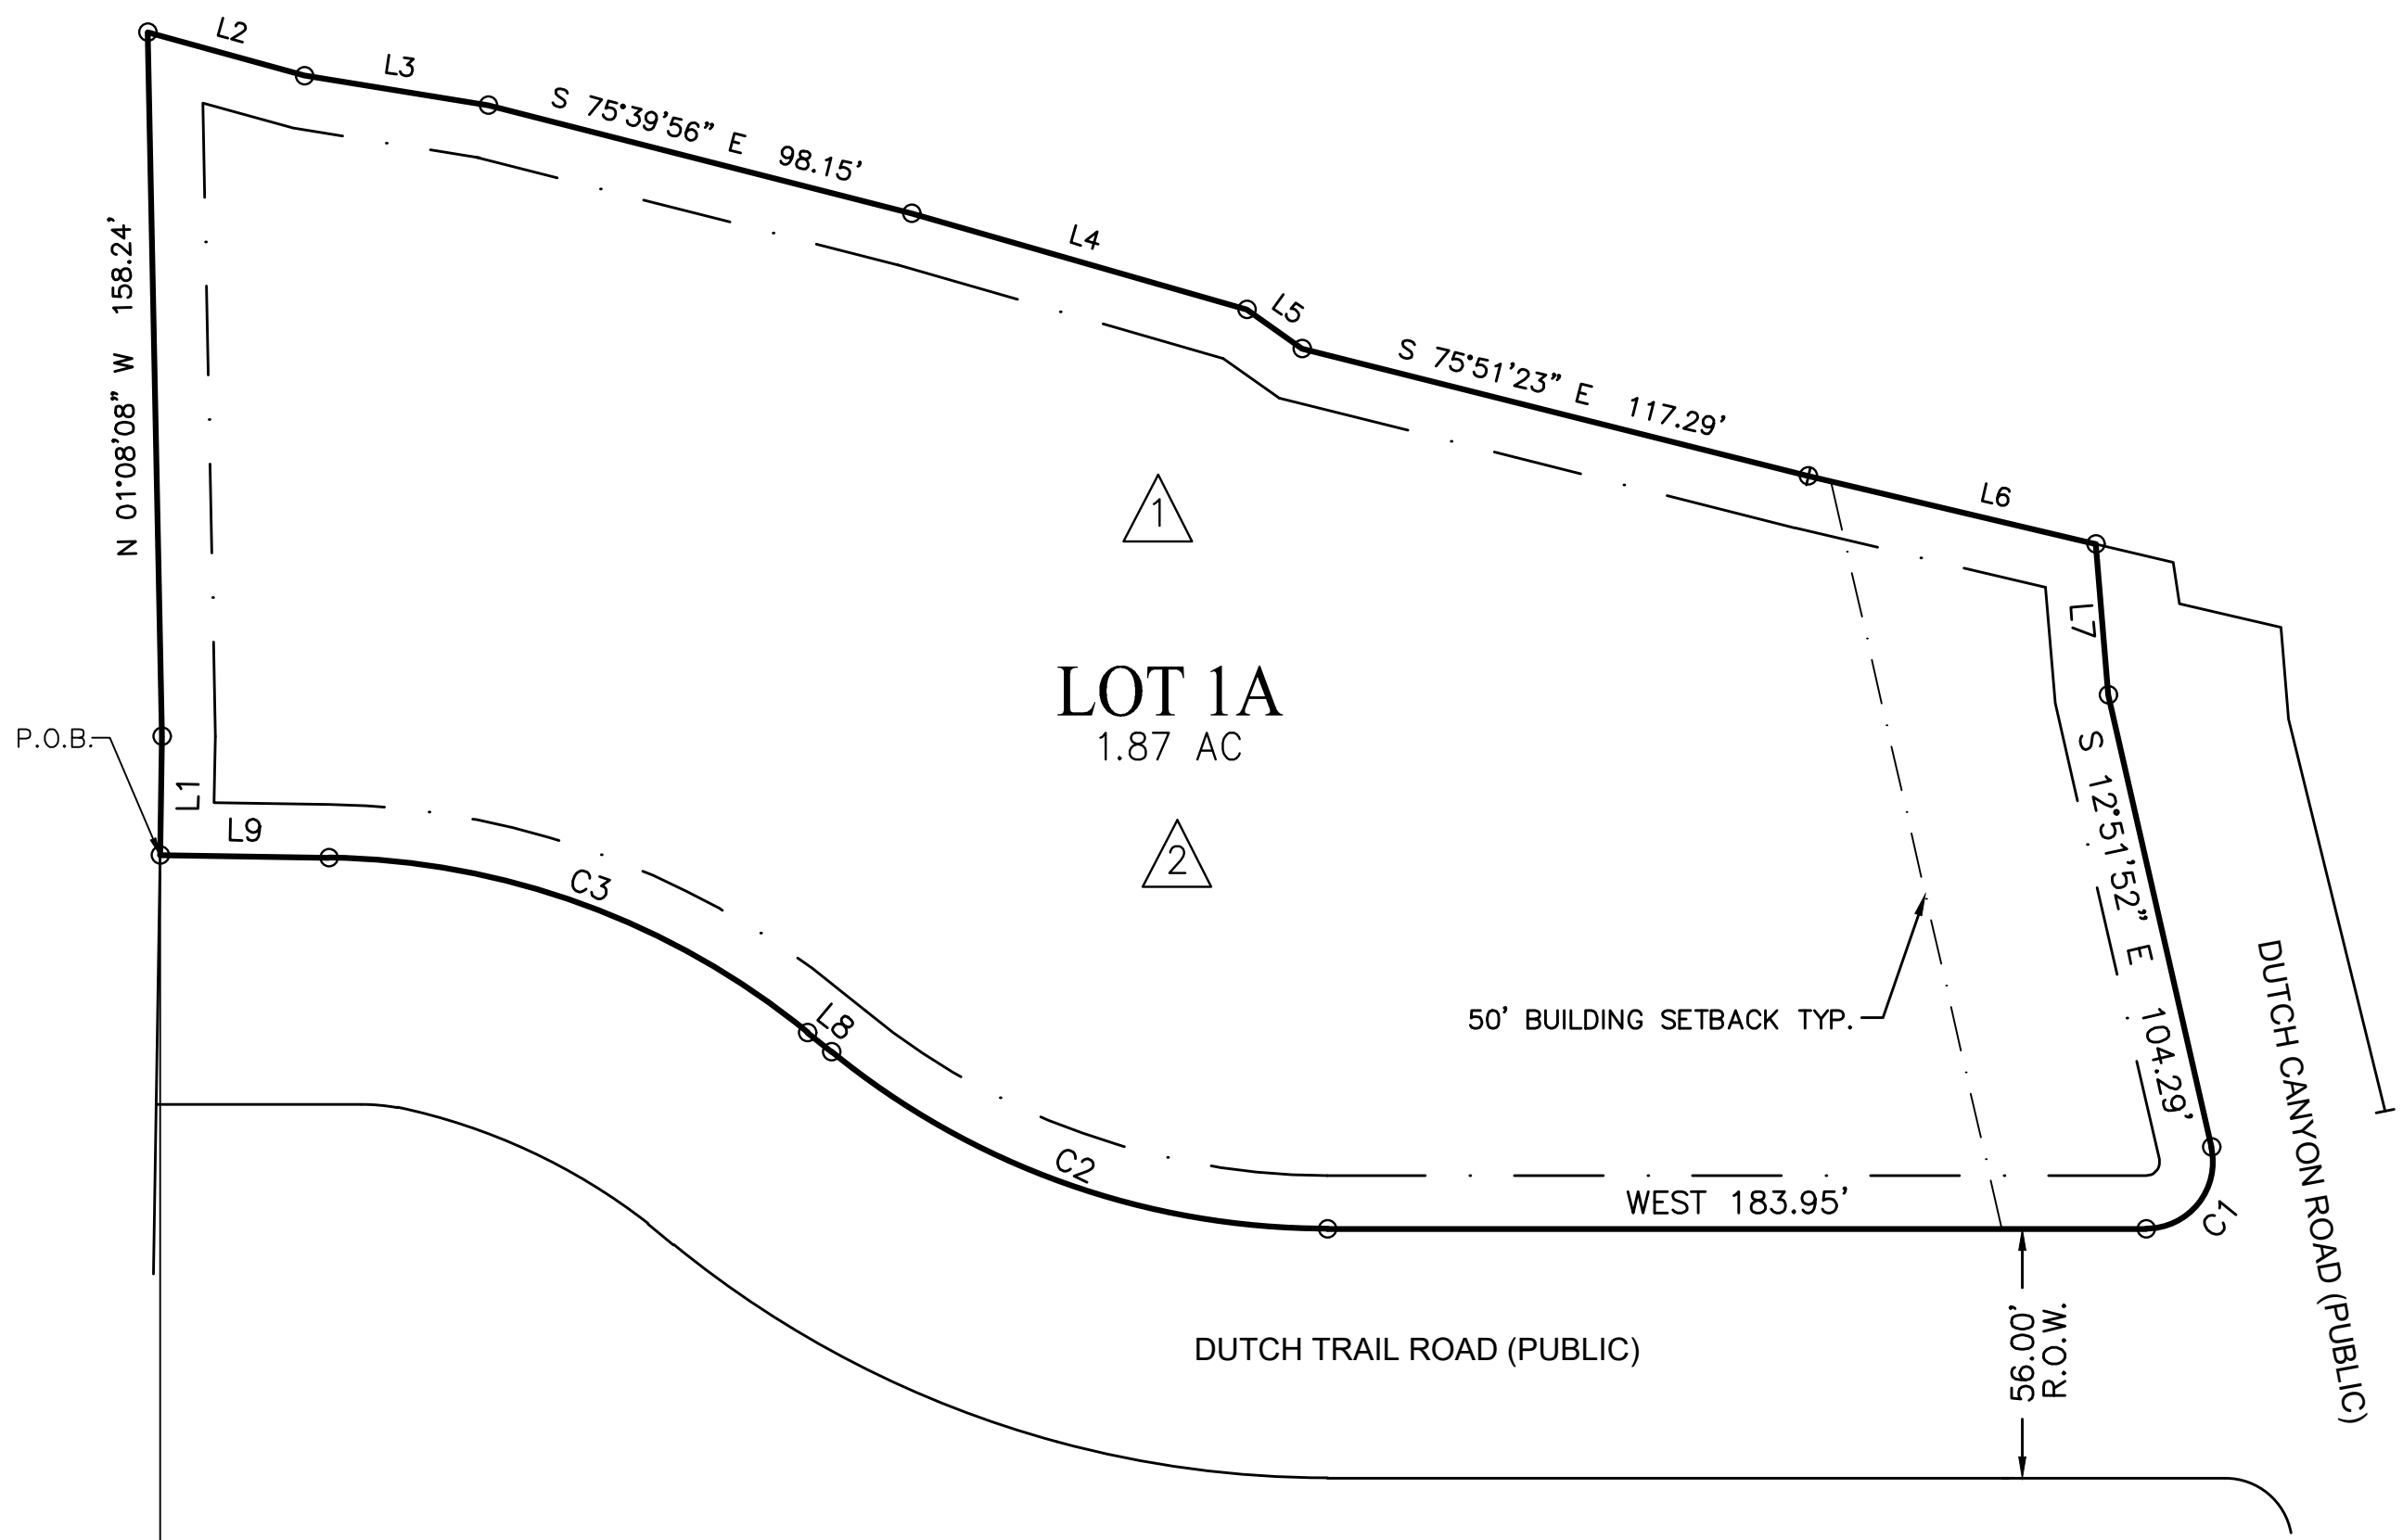 L2
L3
S 75°39'56" E 98.15'
L4
L5
S 75°51'23" E 117.29'
L6
N 01°08'08" W 158.24'
1
L7
LOT 1A
1.87 AC
P.O.B.
L1
L9
S 12°51'52" E 104.29'
2
C3
L8
50' BUILDING SETBACK TYP.
DUTCH CANYON ROAD (PUBLIC)
C2
WEST 183.95'
C1
DUTCH TRAIL ROAD (PUBLIC)
56.00'
R.O.W.